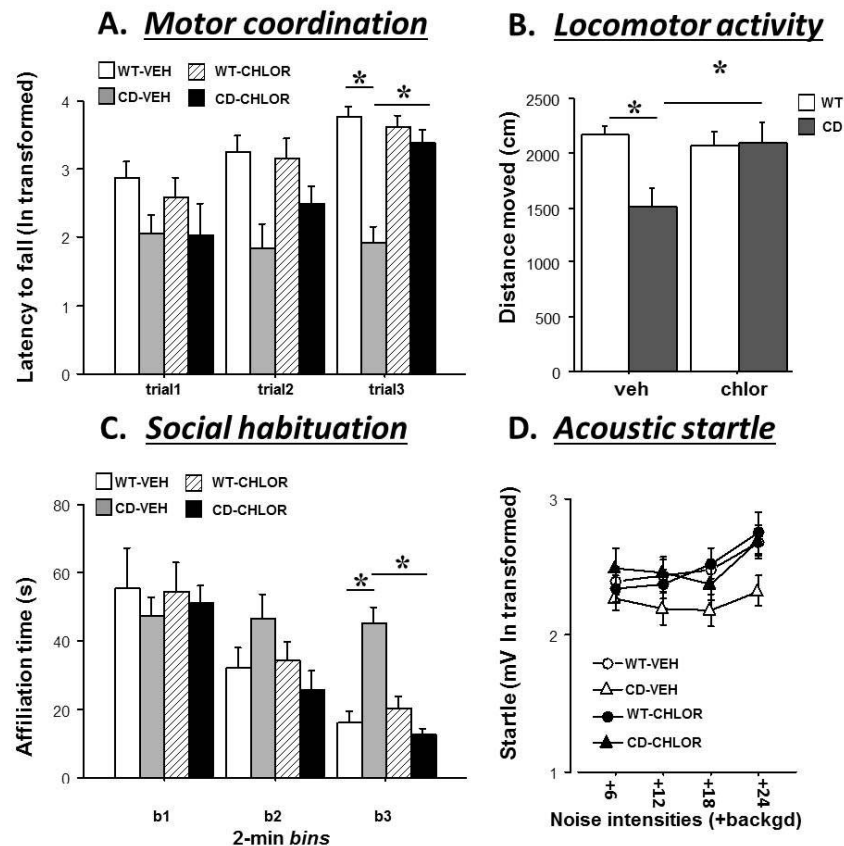 A. Motor coordination
WT-VEH
WT-CHLOR
CD-VEH
CD-CHLOR
Latency to fall (ln transformed)
4
3
2
1
0
*
*
trial1
trial2
trial3
B. Locomotor activity
WT
CD
Distance moved (cm)
2500
2000
1500
1000
500
0
*
*
veh
chlor
C. Social habituation
WT-VEH
WT-CHLOR
CD-VEH
CD-CHLOR
Affiliation time (s)
80
60
40
20
0
*
*
b1
b2
b3
2-min bins
D. Acoustic startle
Startle (mV ln transformed)
3
2
1
WT-VEH
CD-VEH
WT-CHLOR
CD-CHLOR
+6
+12
+18
+24
Noise intensities (+backgd)